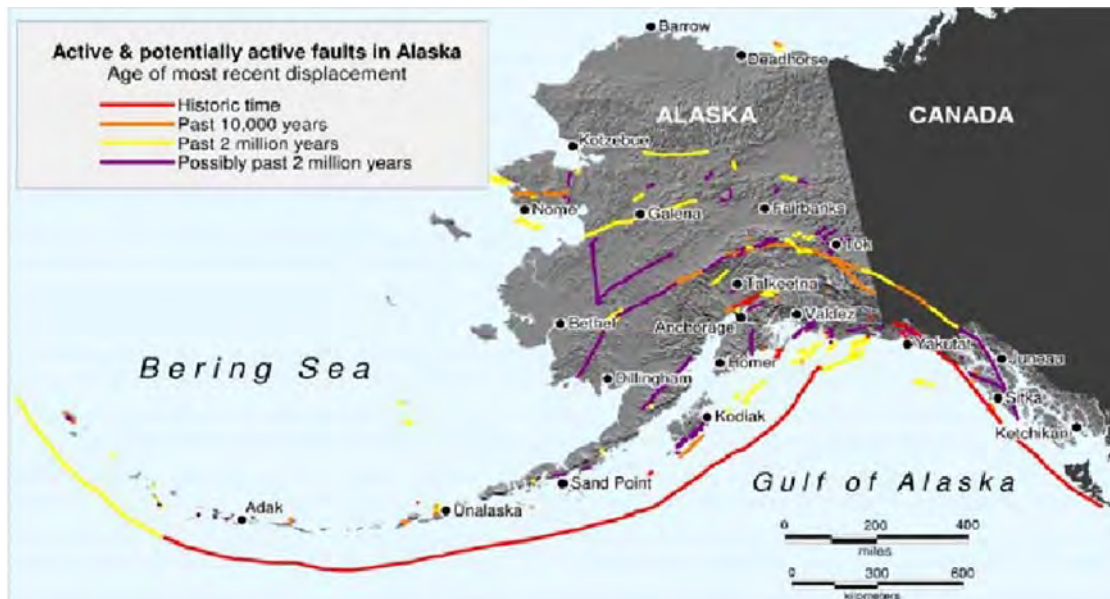 Active & potentially active faults in Alaska
Age of most recent displacement
Historic time
Past 10,000 years
Past 2 million years
Possibly past 2 million years
Barrow
Deadhorse
ALASKA
CANADA
Kotzebue
Nome
Galena
Fairbanks
Tok
Talkeetna
Bethel
Anchorage
Valdez
Yakutat
Juneau
Homer
Bering Sea
Dillingham
Sitka
Kodiak
Ketchikan
Sand Point
Gulf of Alaska
Adak
Unalaska
0 200 400
miles
0 300 600
kilometers